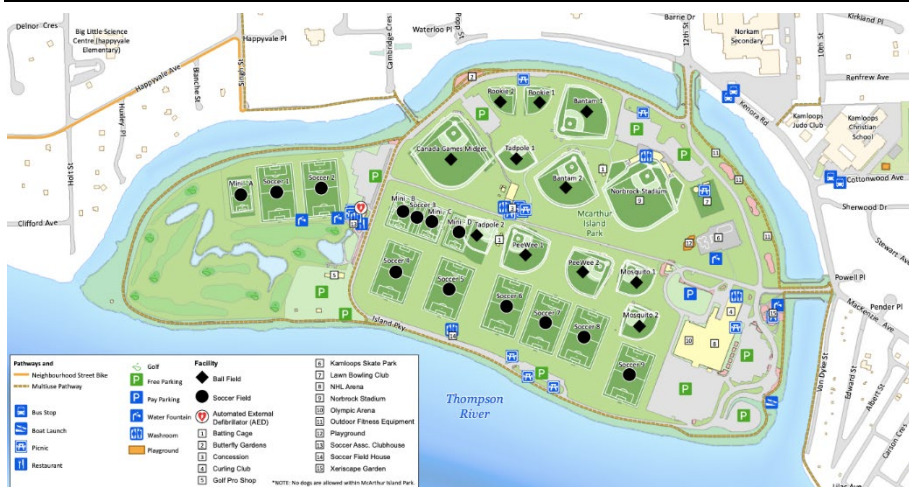 Delnor Cres
Big Little Science
Centre (happyvale
Elementary)
Happyvale Pl
Waterloo Pl
Popp St
Barrie Dr
12th St
Norkam
Secondary
10th St
Kirkland Pl
Happyvale Ave
Singh St
Cambridge Cres
Blanche St
Huxley Pl
Holt St
Clifford Ave
Renfrew Ave
Kenora Rd
Kamloops
Judo Club
Kamloops
Christian
School
Cottonwood Ave
Sherwood Dr
Stewart Ave
Powell Pl
Mackenzie Ave
Pender Pl
Van Dyke St
Edward St
Albert St
Carson Cres
Rookie 2
Rookie 1
Bantam 1
Canada Games Midget
Tadpole 1
Bantam 2
Norbrock Stadium
Mcarthur
Island
Park
Mini - A
Soccer 1
Soccer 2
Mini - B
Soccer 3
Mini - C
Mini - D
Tadpole 2
PeeWee 1
PeeWee 2
Mosquito 1
Mosquito 2
Soccer 4
Soccer 5
Soccer 6
Soccer 7
Soccer 8
Soccer 9
Island Pky
Thompson
River
Pathways and
Neighbourhood Street Bike
Multiuse Pathway
Bus Stop
Boat Launch
Picnic
Restaurant
Golf
Free Parking
Pay Parking
Water Fountain
Washroom
Playground
Facility
Ball Field
Soccer Field
Automated External
Defibrillator (AED)
1 Batting Cage
2 Butterfly Gardens
3 Concession
4 Curling Club
5 Golf Pro Shop
6 Kamloops Skate Park
7 Lawn Bowling Club
8 NHL Arena
9 Norbrock Stadium
10 Olympic Arena
11 Outdoor Fitness Equipment
12 Playground
13 Soccer Assc. Clubhouse
14 Soccer Field House
15 Xeriscape Garden
*NOTE: No dogs are allowed within McArthur Island Park.